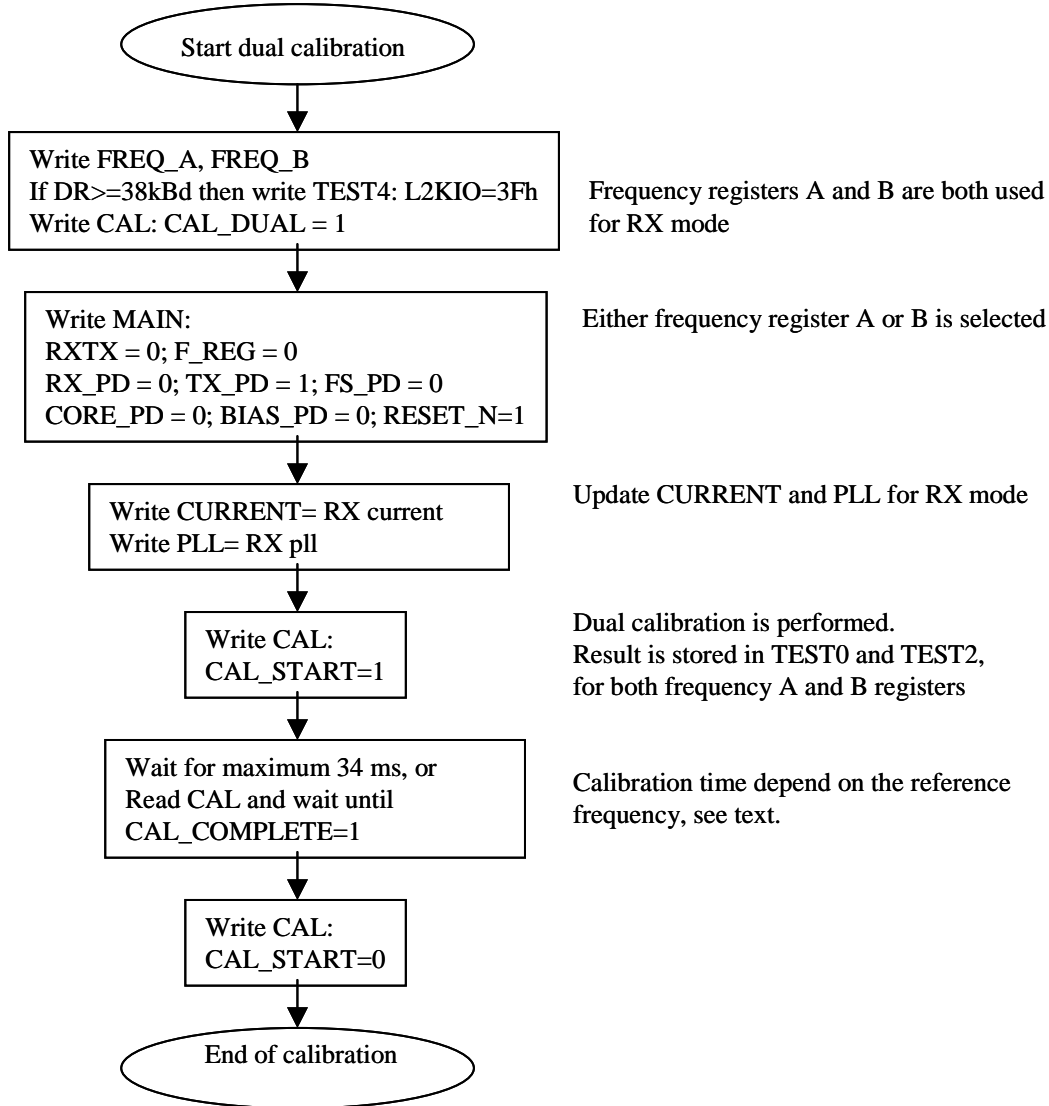 Start dual calibration
Write FREQ_A, FREQ_B
If DR>=38kBd then write TEST4: L2KIO=3Fh
Write CAL: CAL_DUAL = 1
Frequency registers A and B are both used
for RX mode
Write MAIN:
RXTX = 0; F_REG = 0
RX_PD = 0; TX_PD = 1; FS_PD = 0
CORE_PD = 0; BIAS_PD = 0; RESET_N=1
Either frequency register A or B is selected
Write CURRENT= RX current
Write PLL= RX pll
Update CURRENT and PLL for RX mode
Write CAL:
CAL_START=1
Dual calibration is performed.
Result is stored in TEST0 and TEST2,
for both frequency A and B registers
Wait for maximum 34 ms, or
Read CAL and wait until
CAL_COMPLETE=1
Calibration time depend on the reference
frequency, see text.
Write CAL:
CAL_START=0
End of calibration